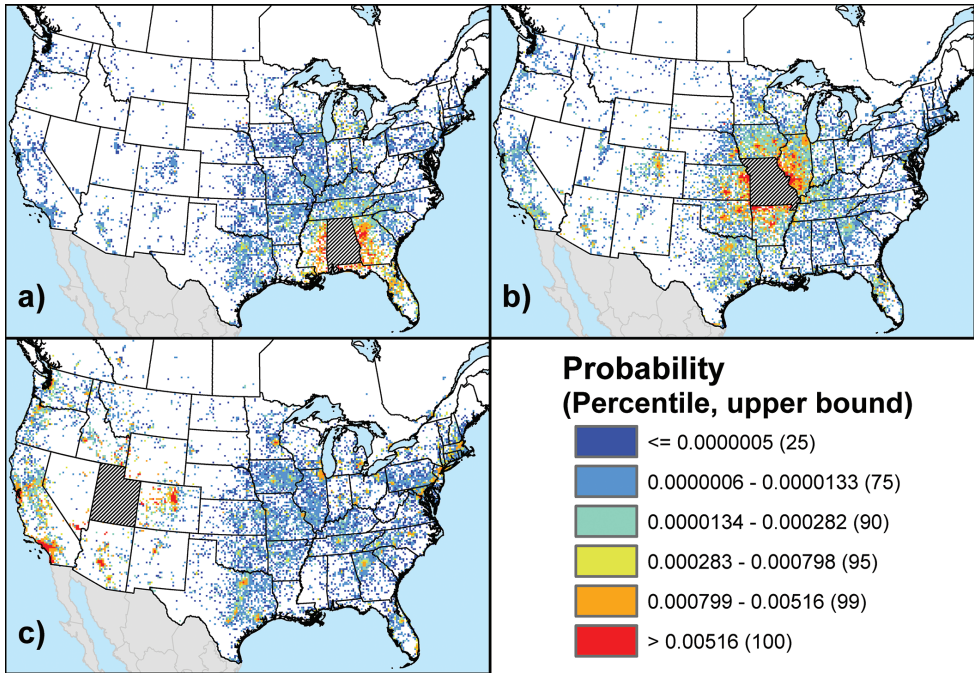 a)
b)
c)
Probability
(Percentile, upper bound)
<= 0.0000005 (25)
0.0000006 - 0.0000133 (75)
0.0000134 - 0.000282 (90)
0.000283 - 0.000798 (95)
0.000799 - 0.00516 (99)
> 0.00516 (100)